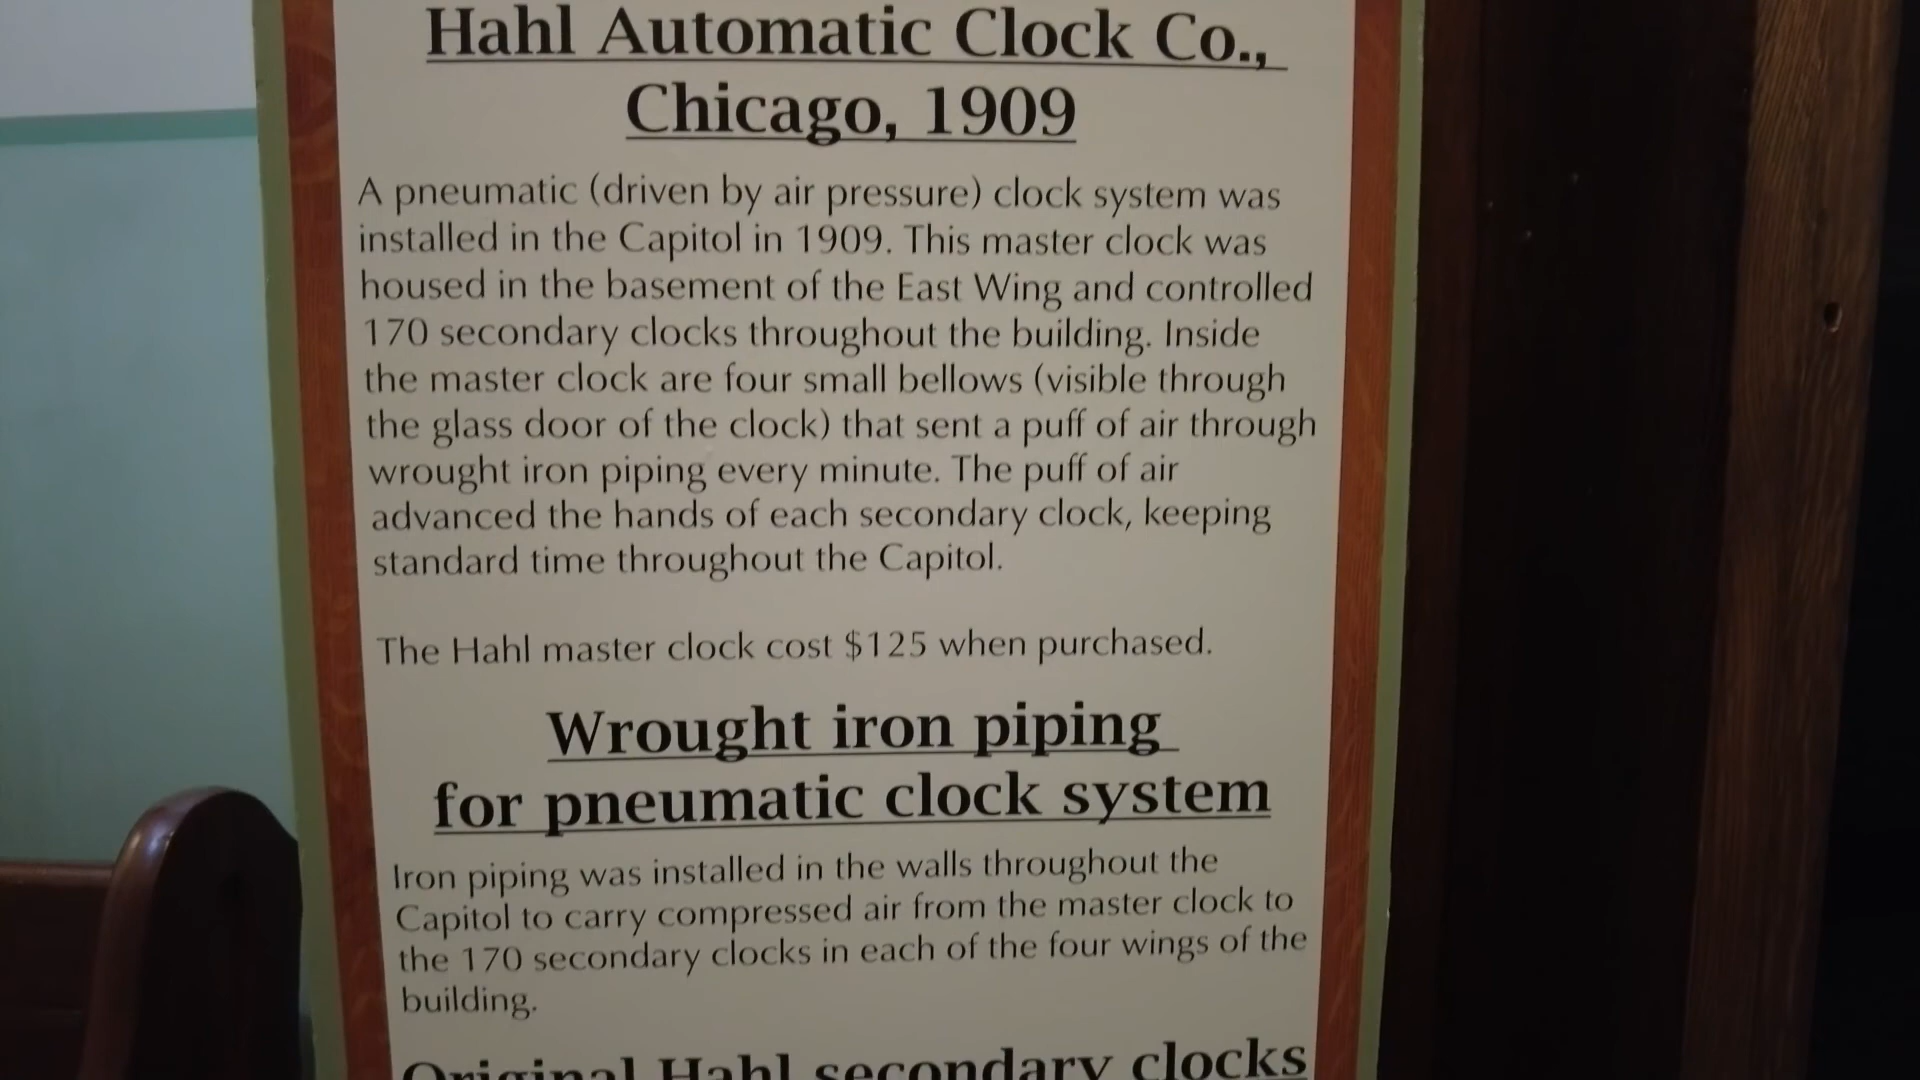 Hahl Automatic Clock Co.,
Chicago, 1909
A pneumatic (driven by air pressure) clock system was
installed in the Capitol in 1909. This master clock was
housed in the basement of the East Wing and controlled
170 secondary clocks throughout the building. Inside
the master clock are four small bellows (visible through
the glass door of the clock) that sent a puff of air through
wrought iron piping every minute. The puff of air
advanced the hands of each secondary clock, keeping
standard time throughout the Capitol.
The Hahl master clock cost $125 when purchased.
Wrought iron piping
for pneumatic clock system
Iron piping was installed in the walls throughout the
Capitol to carry compressed air from the master clock to
the 170 secondary clocks in each of the four wings of the
building.
Original Hahl secondary clocks